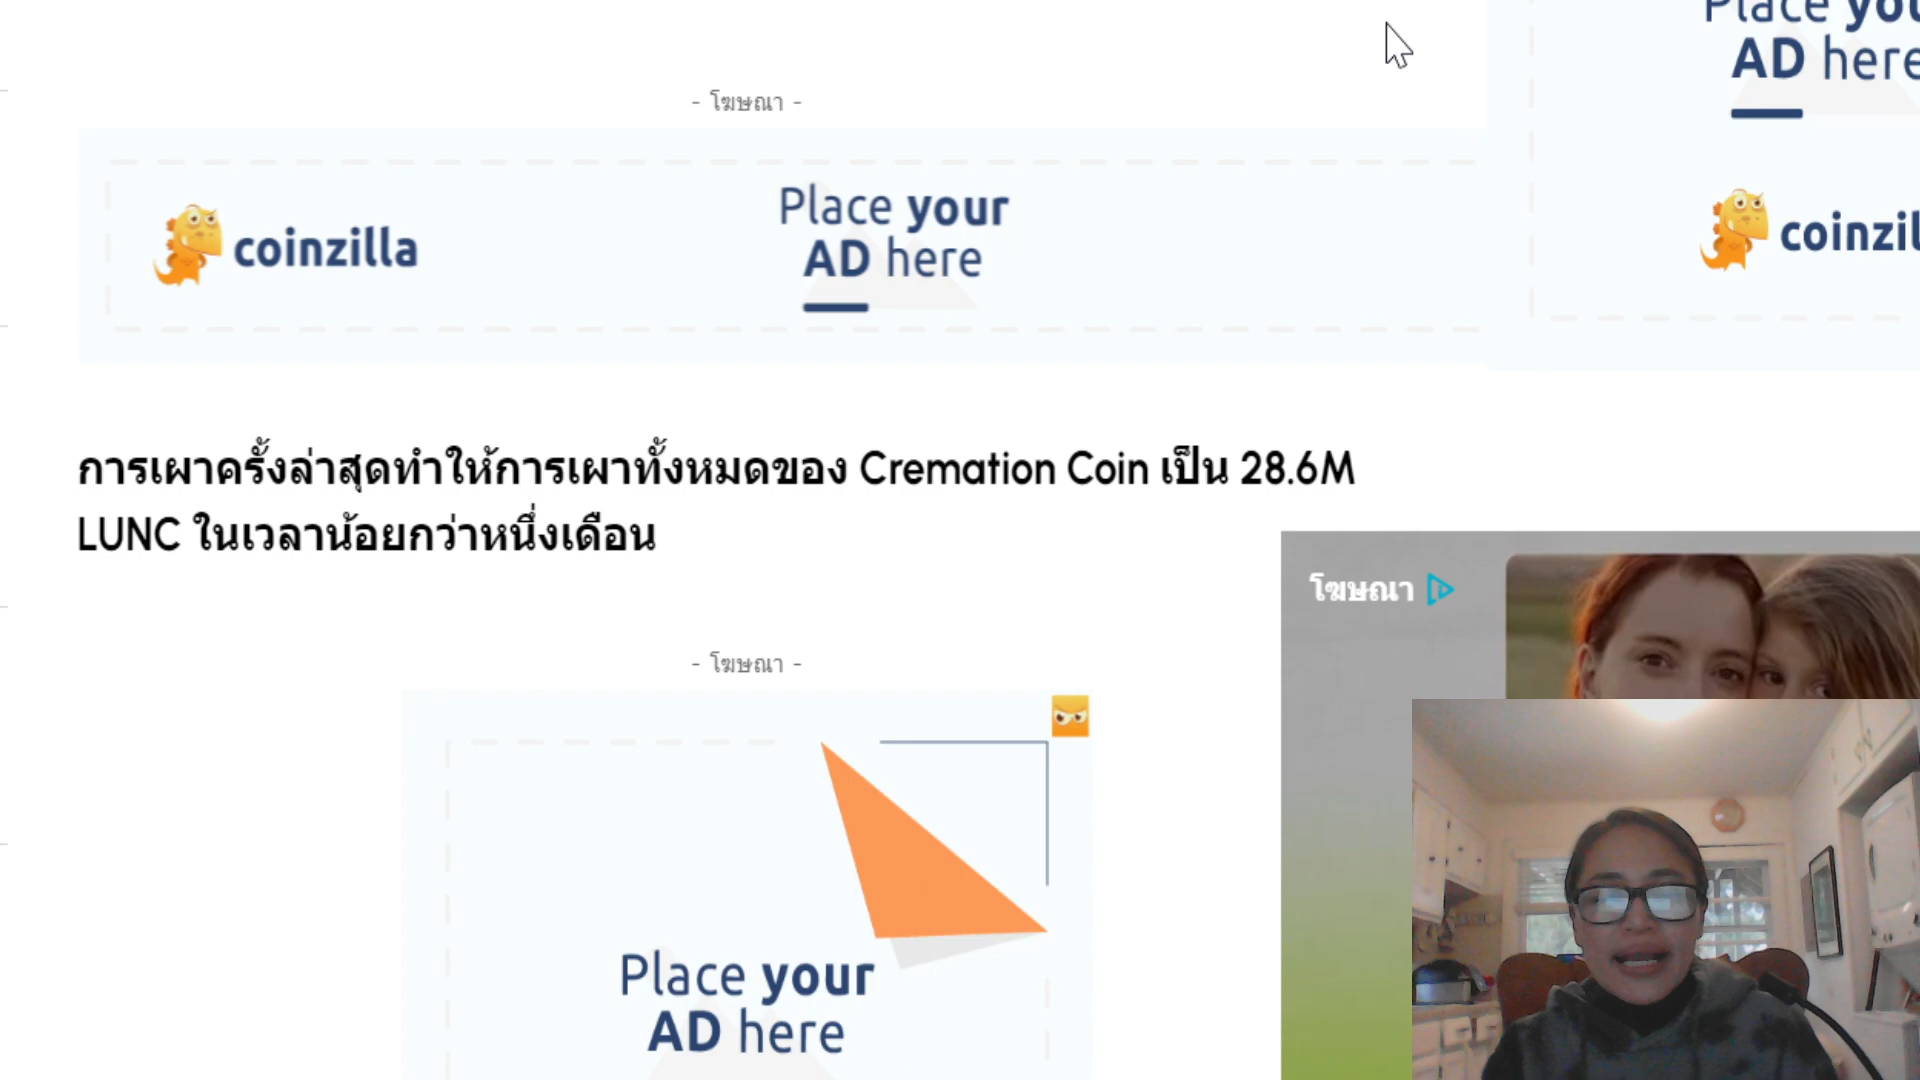 Place you
AD here
- โฆษณา -
coinzilla
Place your
AD here
coinzil
การเผาครั้งล่าสุดทำให้การเผาทั้งหมดของ Cremation Coin เป็น 28.6M
LUNC ในเวลาน้อยกว่าหนึ่งเดือน
โฆษณา
- โฆษณา -
Place your
AD here